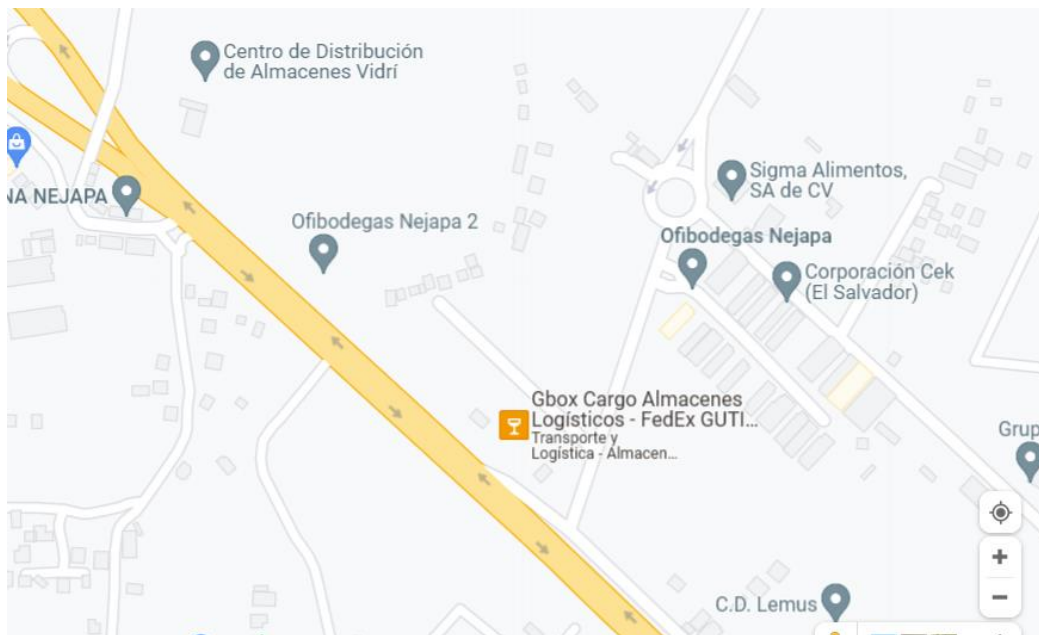 Centro de Distribución
de Almacenes Vidrí
NA NEJAPA
Ofibodegas Nejapa 2
Sigma Alimentos,
SA de CV
Ofibodegas Nejapa
Corporación Cek
(El Salvador)
Gbox Cargo Almacenes
Logísticos - FedEx GUTI...
Transporte y
Logística - Almacen...
Grup
C.D. Lemus